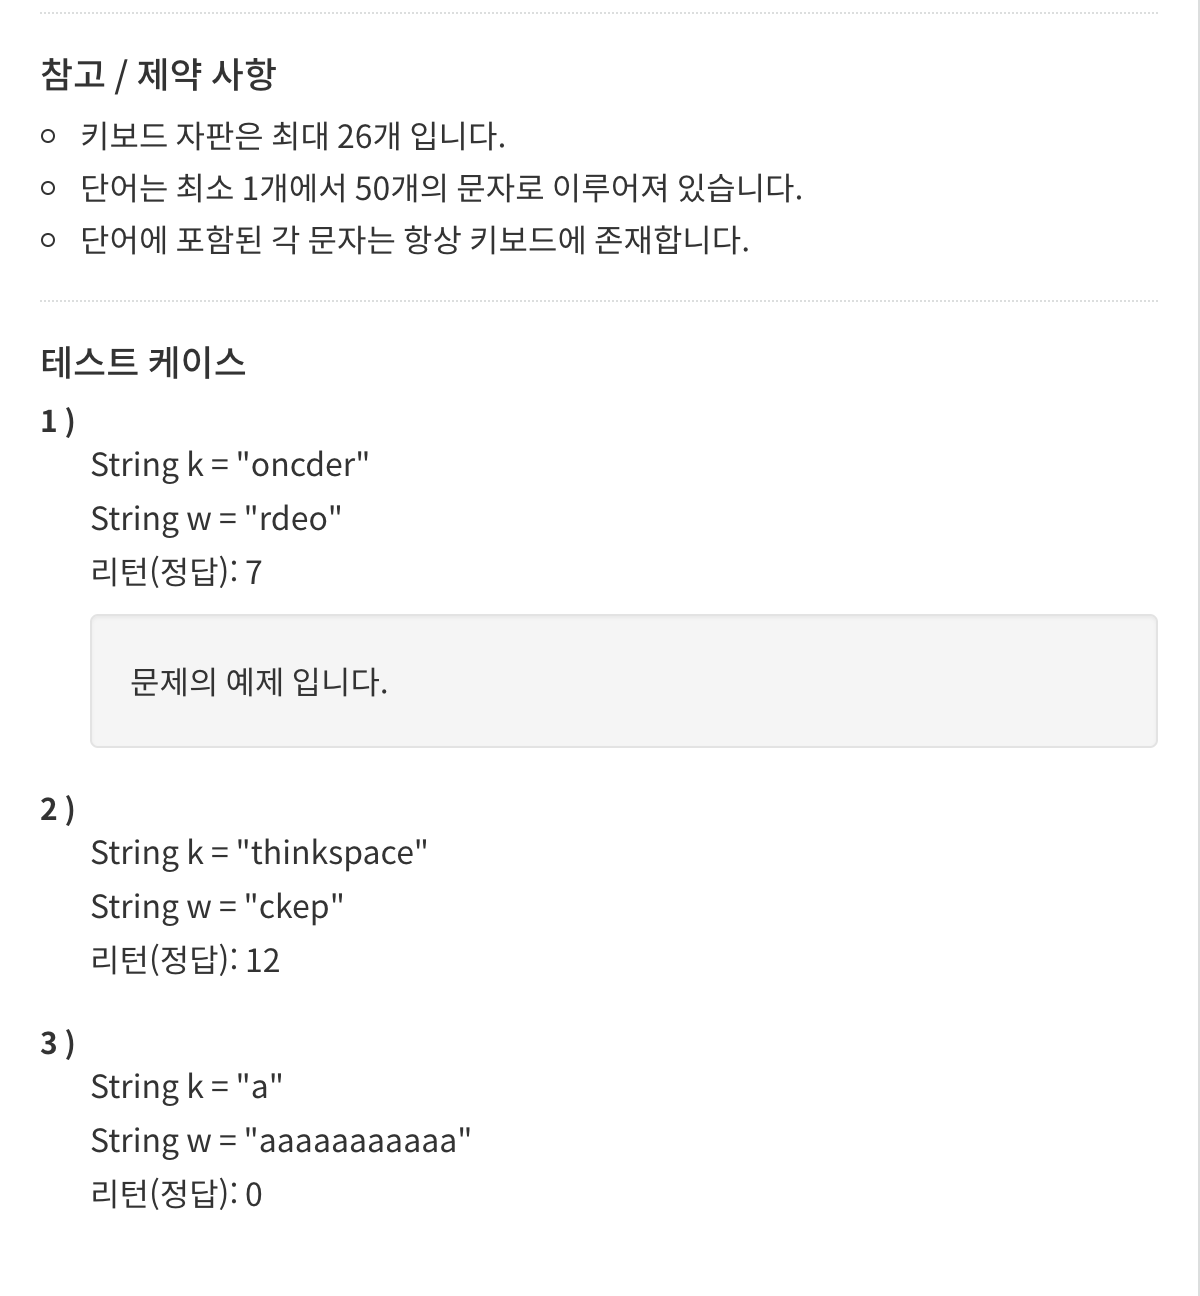 참고 / 제약 사항
키보드 자판은 최대 26개 입니다.
단어는 최소 1개에서 50개의 문자로 이루어져 있습니다.
단어에 포함된 각 문자는 항상 키보드에 존재합니다.
테스트 케이스
1 )
String k = "oncder"
String w = "rdeo"
리턴(정답): 7
문제의 예제 입니다.
2 )
String k = "thinkspace"
String w = "ckep"
리턴(정답): 12
3 )
String k = "a"
String w = "aaaaaaaaaaa"
리턴(정답): 0